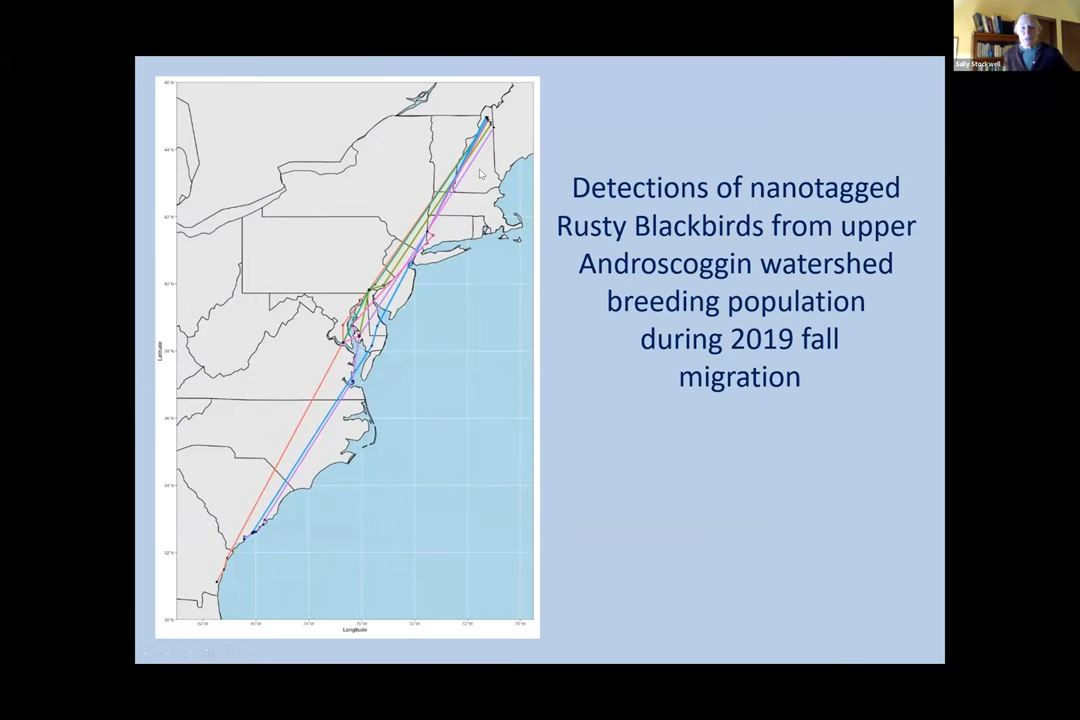 Sally Stockwell
Detections of nanotagged
Rusty Blackbirds from upper
Androscoggin watershed
breeding population
during 2019 fall
migration
Latitude
Longitude